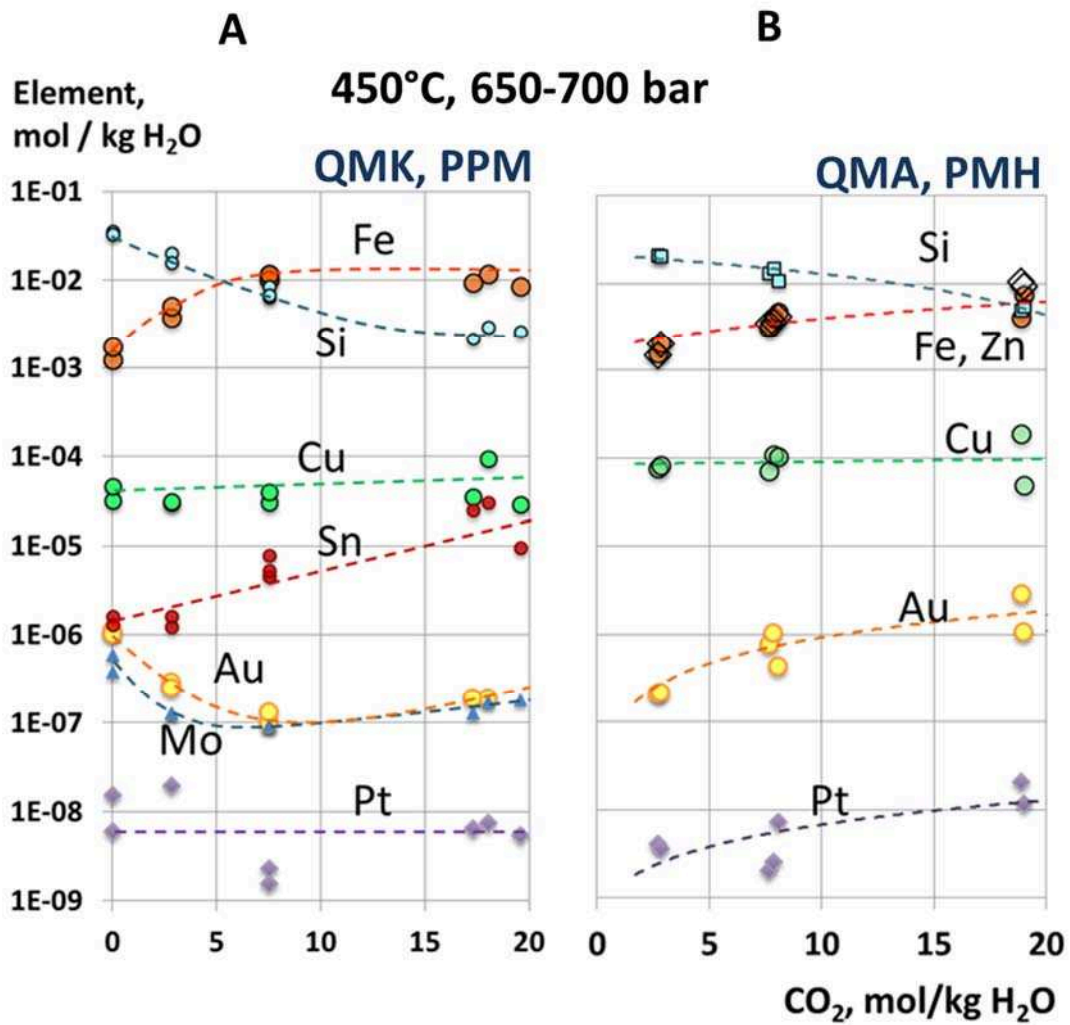 A
B
450°C, 650-700 bar
Element,
mol / kg H₂O
QMK, PPM
QMA, PMH
1E-01
1E-02
1E-03
1E-04
1E-05
1E-06
1E-07
1E-08
1E-09
Fe
Si
Cu
Sn
Au
Mo
Pt
0
5
10
15
20
Si
Fe, Zn
Cu
Au
Pt
0
5
10
15
20
CO₂, mol/kg H₂O